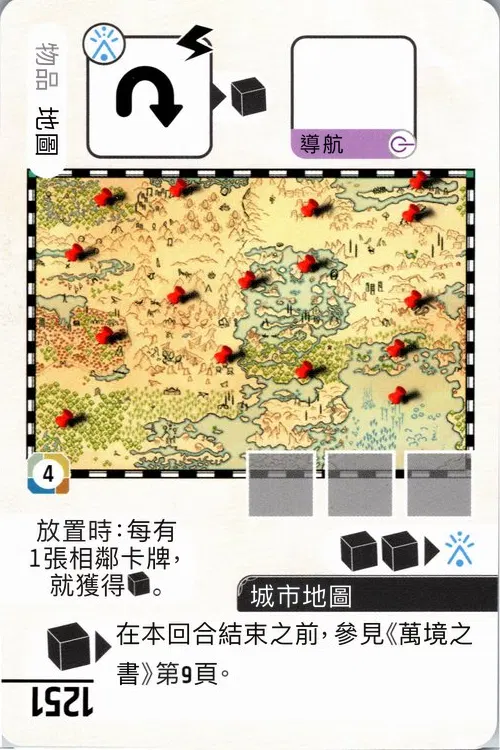 物品 地圖
導航
4
放置時：每有
1張相鄰卡牌，
就獲得 。
城市地圖
在本回合結束之前，參見《萬境之
書》第9頁。
1251